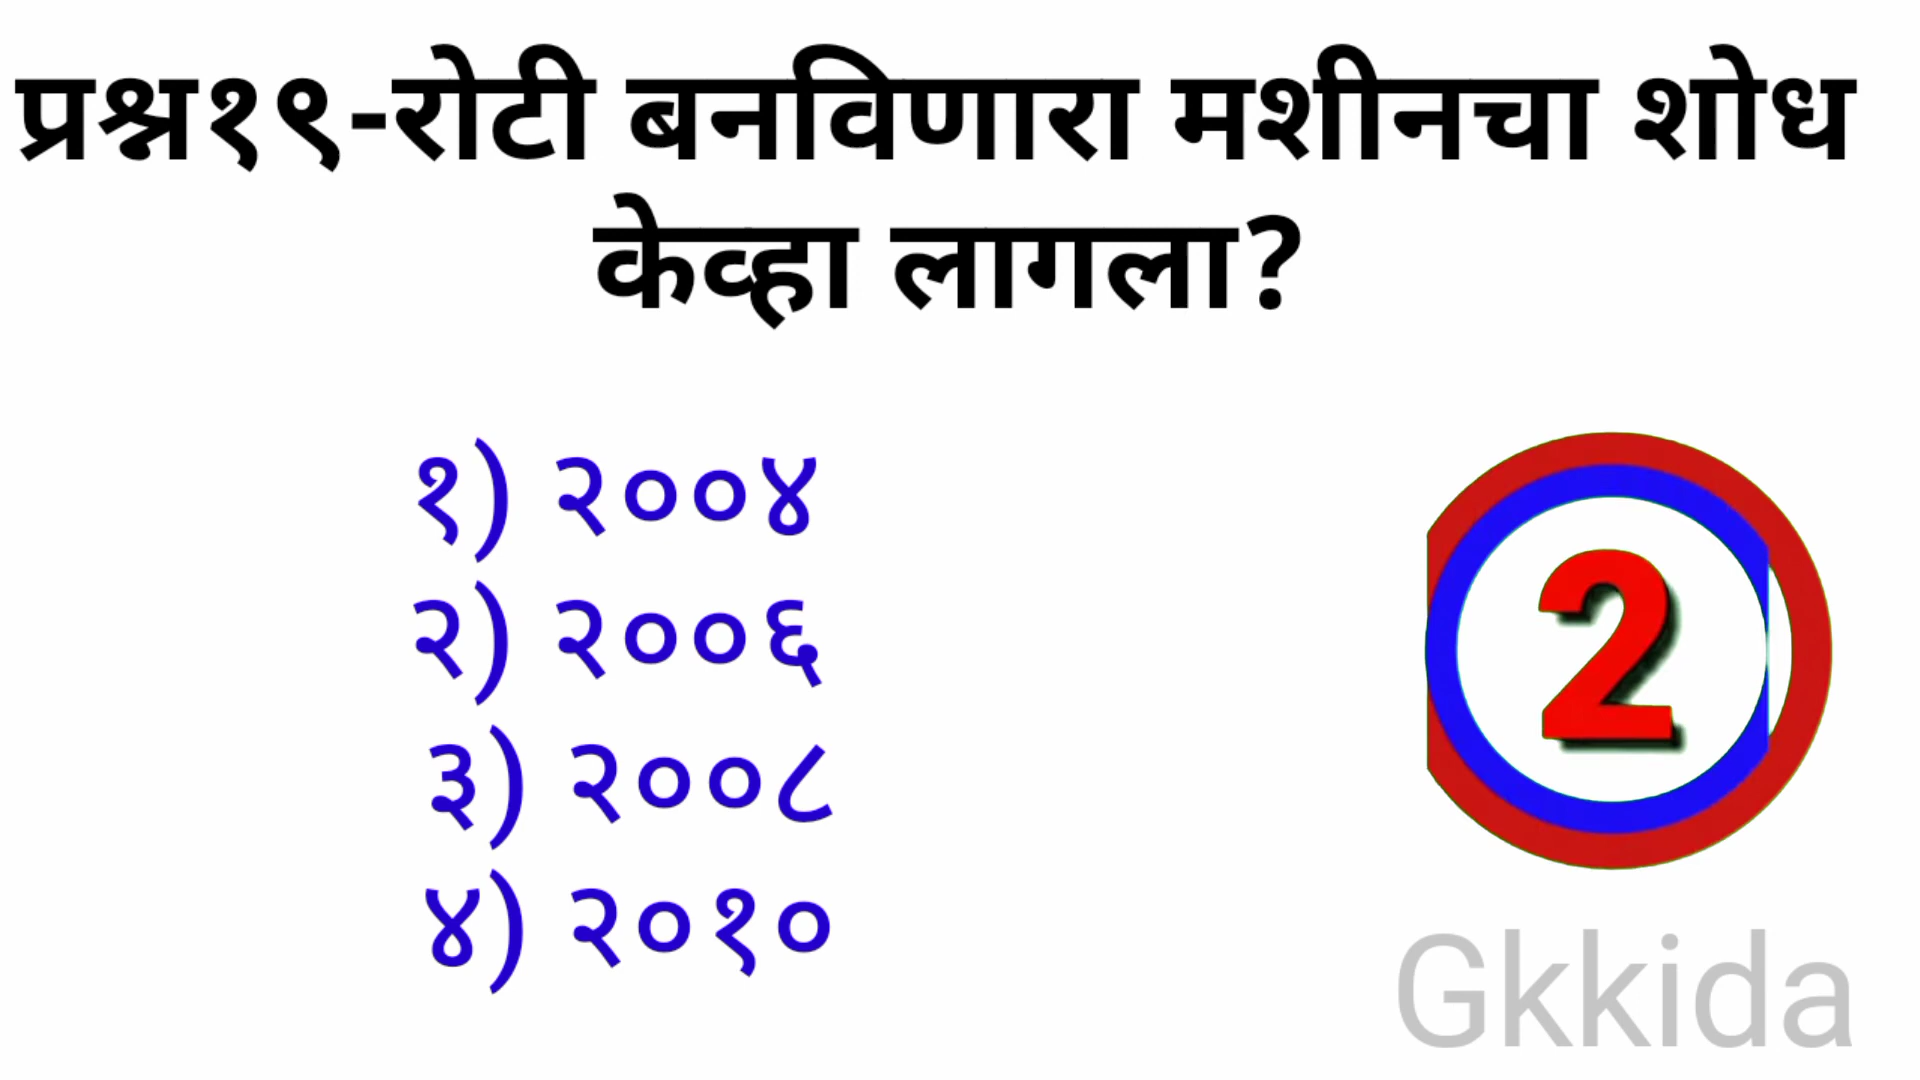 प्रश्न१९-रोटी बनविणारा मशीनचा शोध
केव्हा लागला?
१) २००४
२) २००६
३) २००८
४) २०१०
2
Gkkida